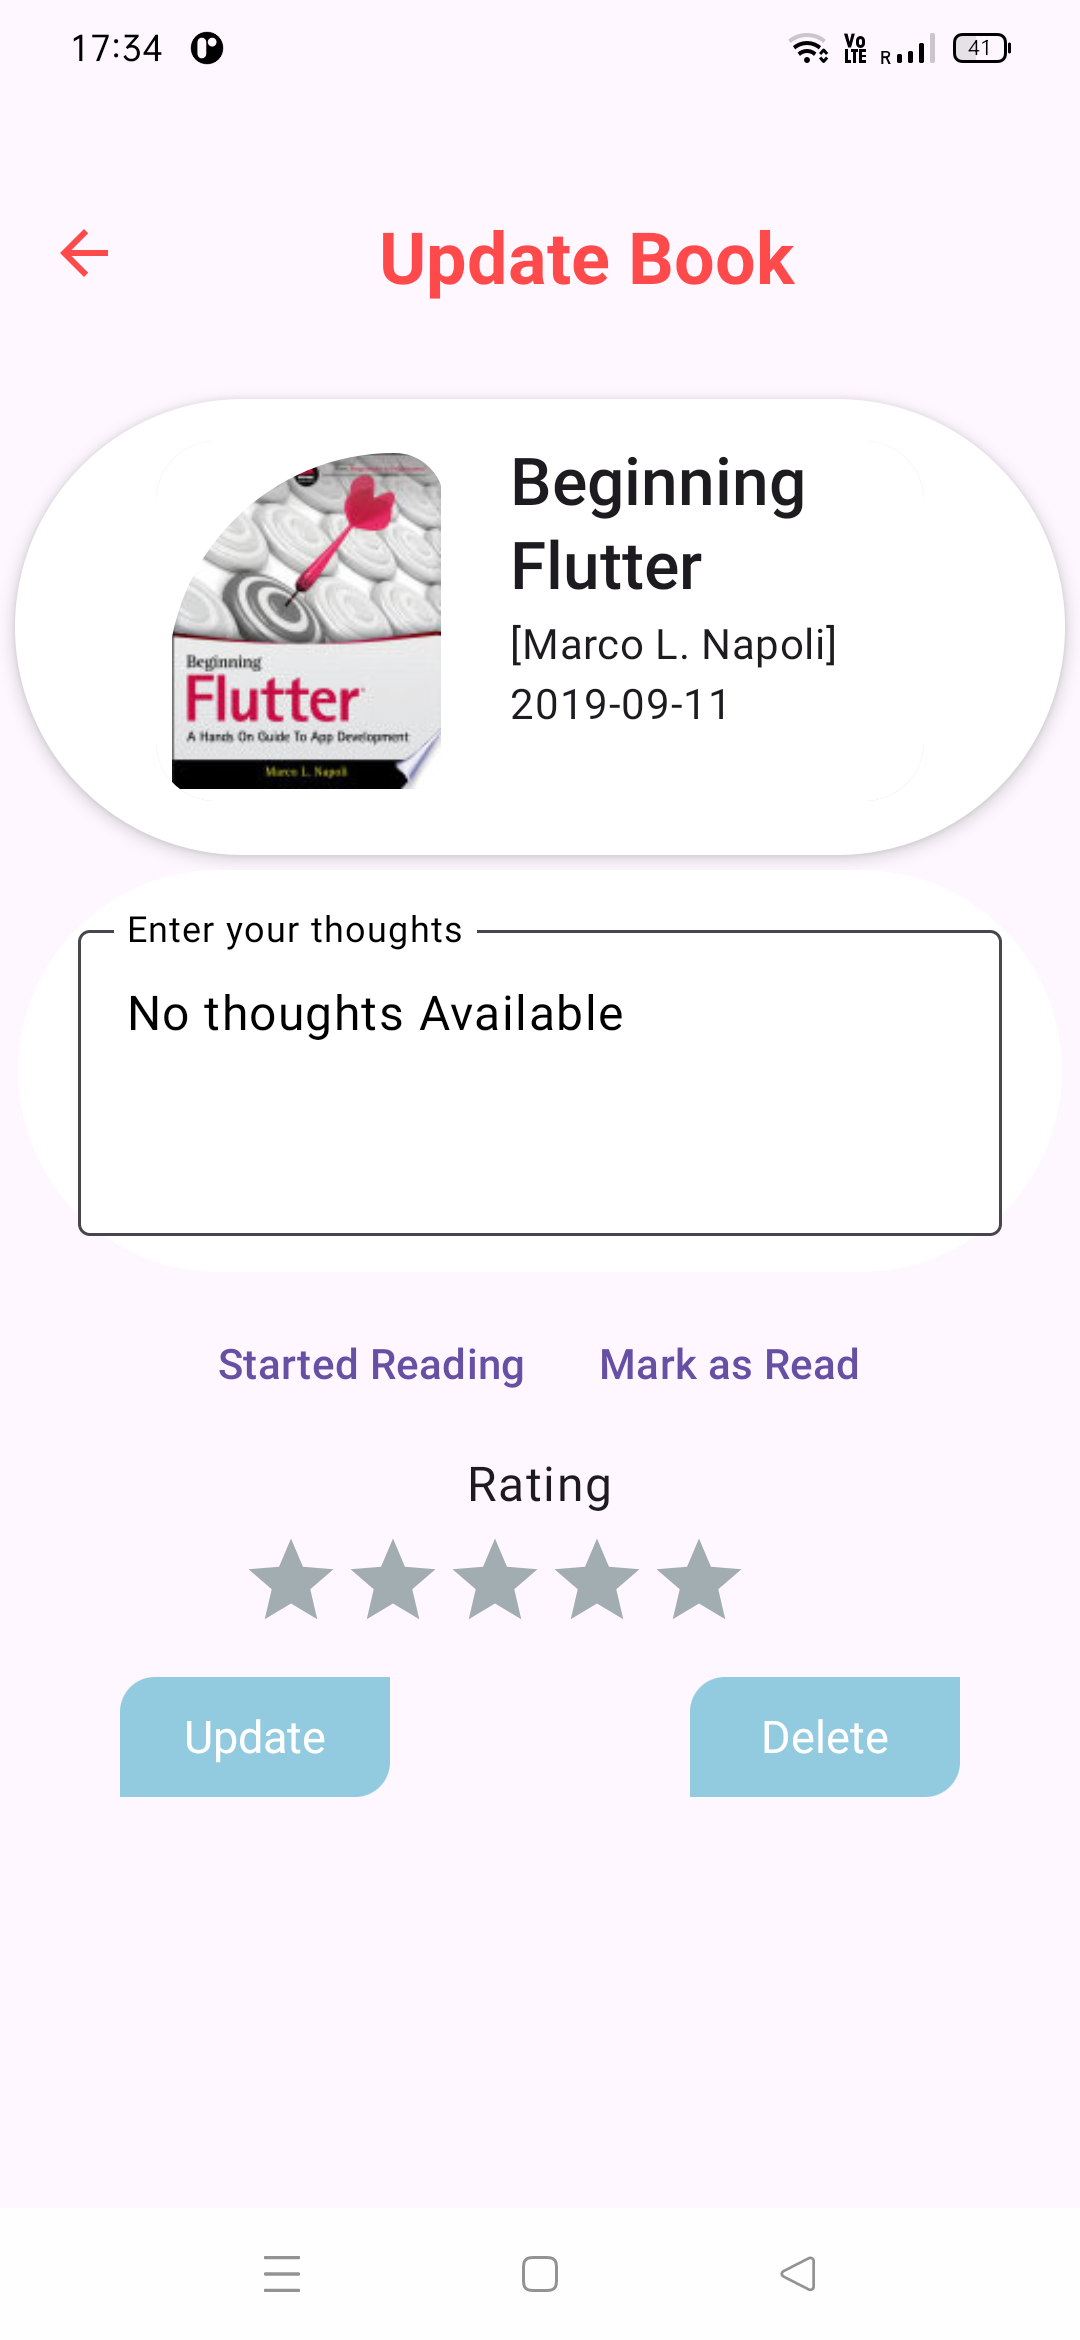 17:34
Vo
LTE
R
41
Update Book
Beginning
Flutter
A Hands On Guide To App Development
Marco L. Napoli
Beginning
Flutter
[Marco L. Napoli]
2019-09-11
Enter your thoughts
No thoughts Available
Started Reading Mark as Read
Rating
Update Delete